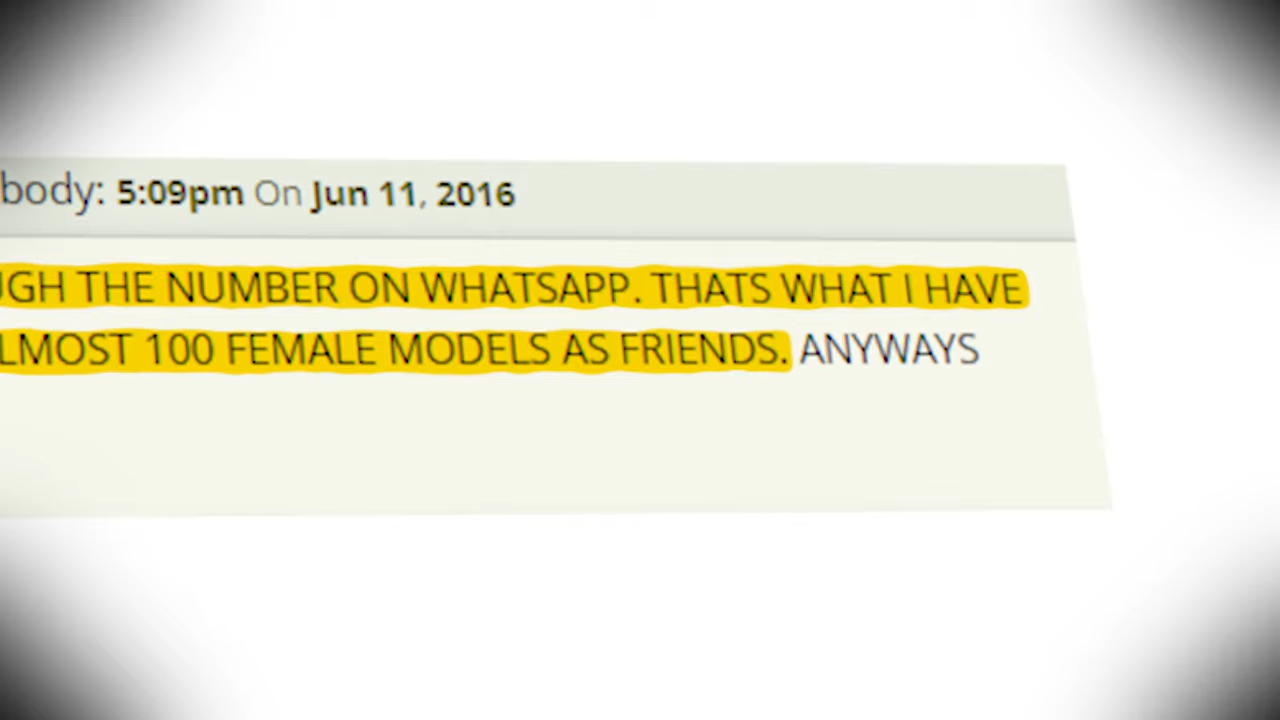 body: 5:09pm On Jun 11, 2016
UGH THE NUMBER ON WHATSAPP. THATS WHAT I HAVE
LMOST 100 FEMALE MODELS AS FRIENDS. ANYWAYS